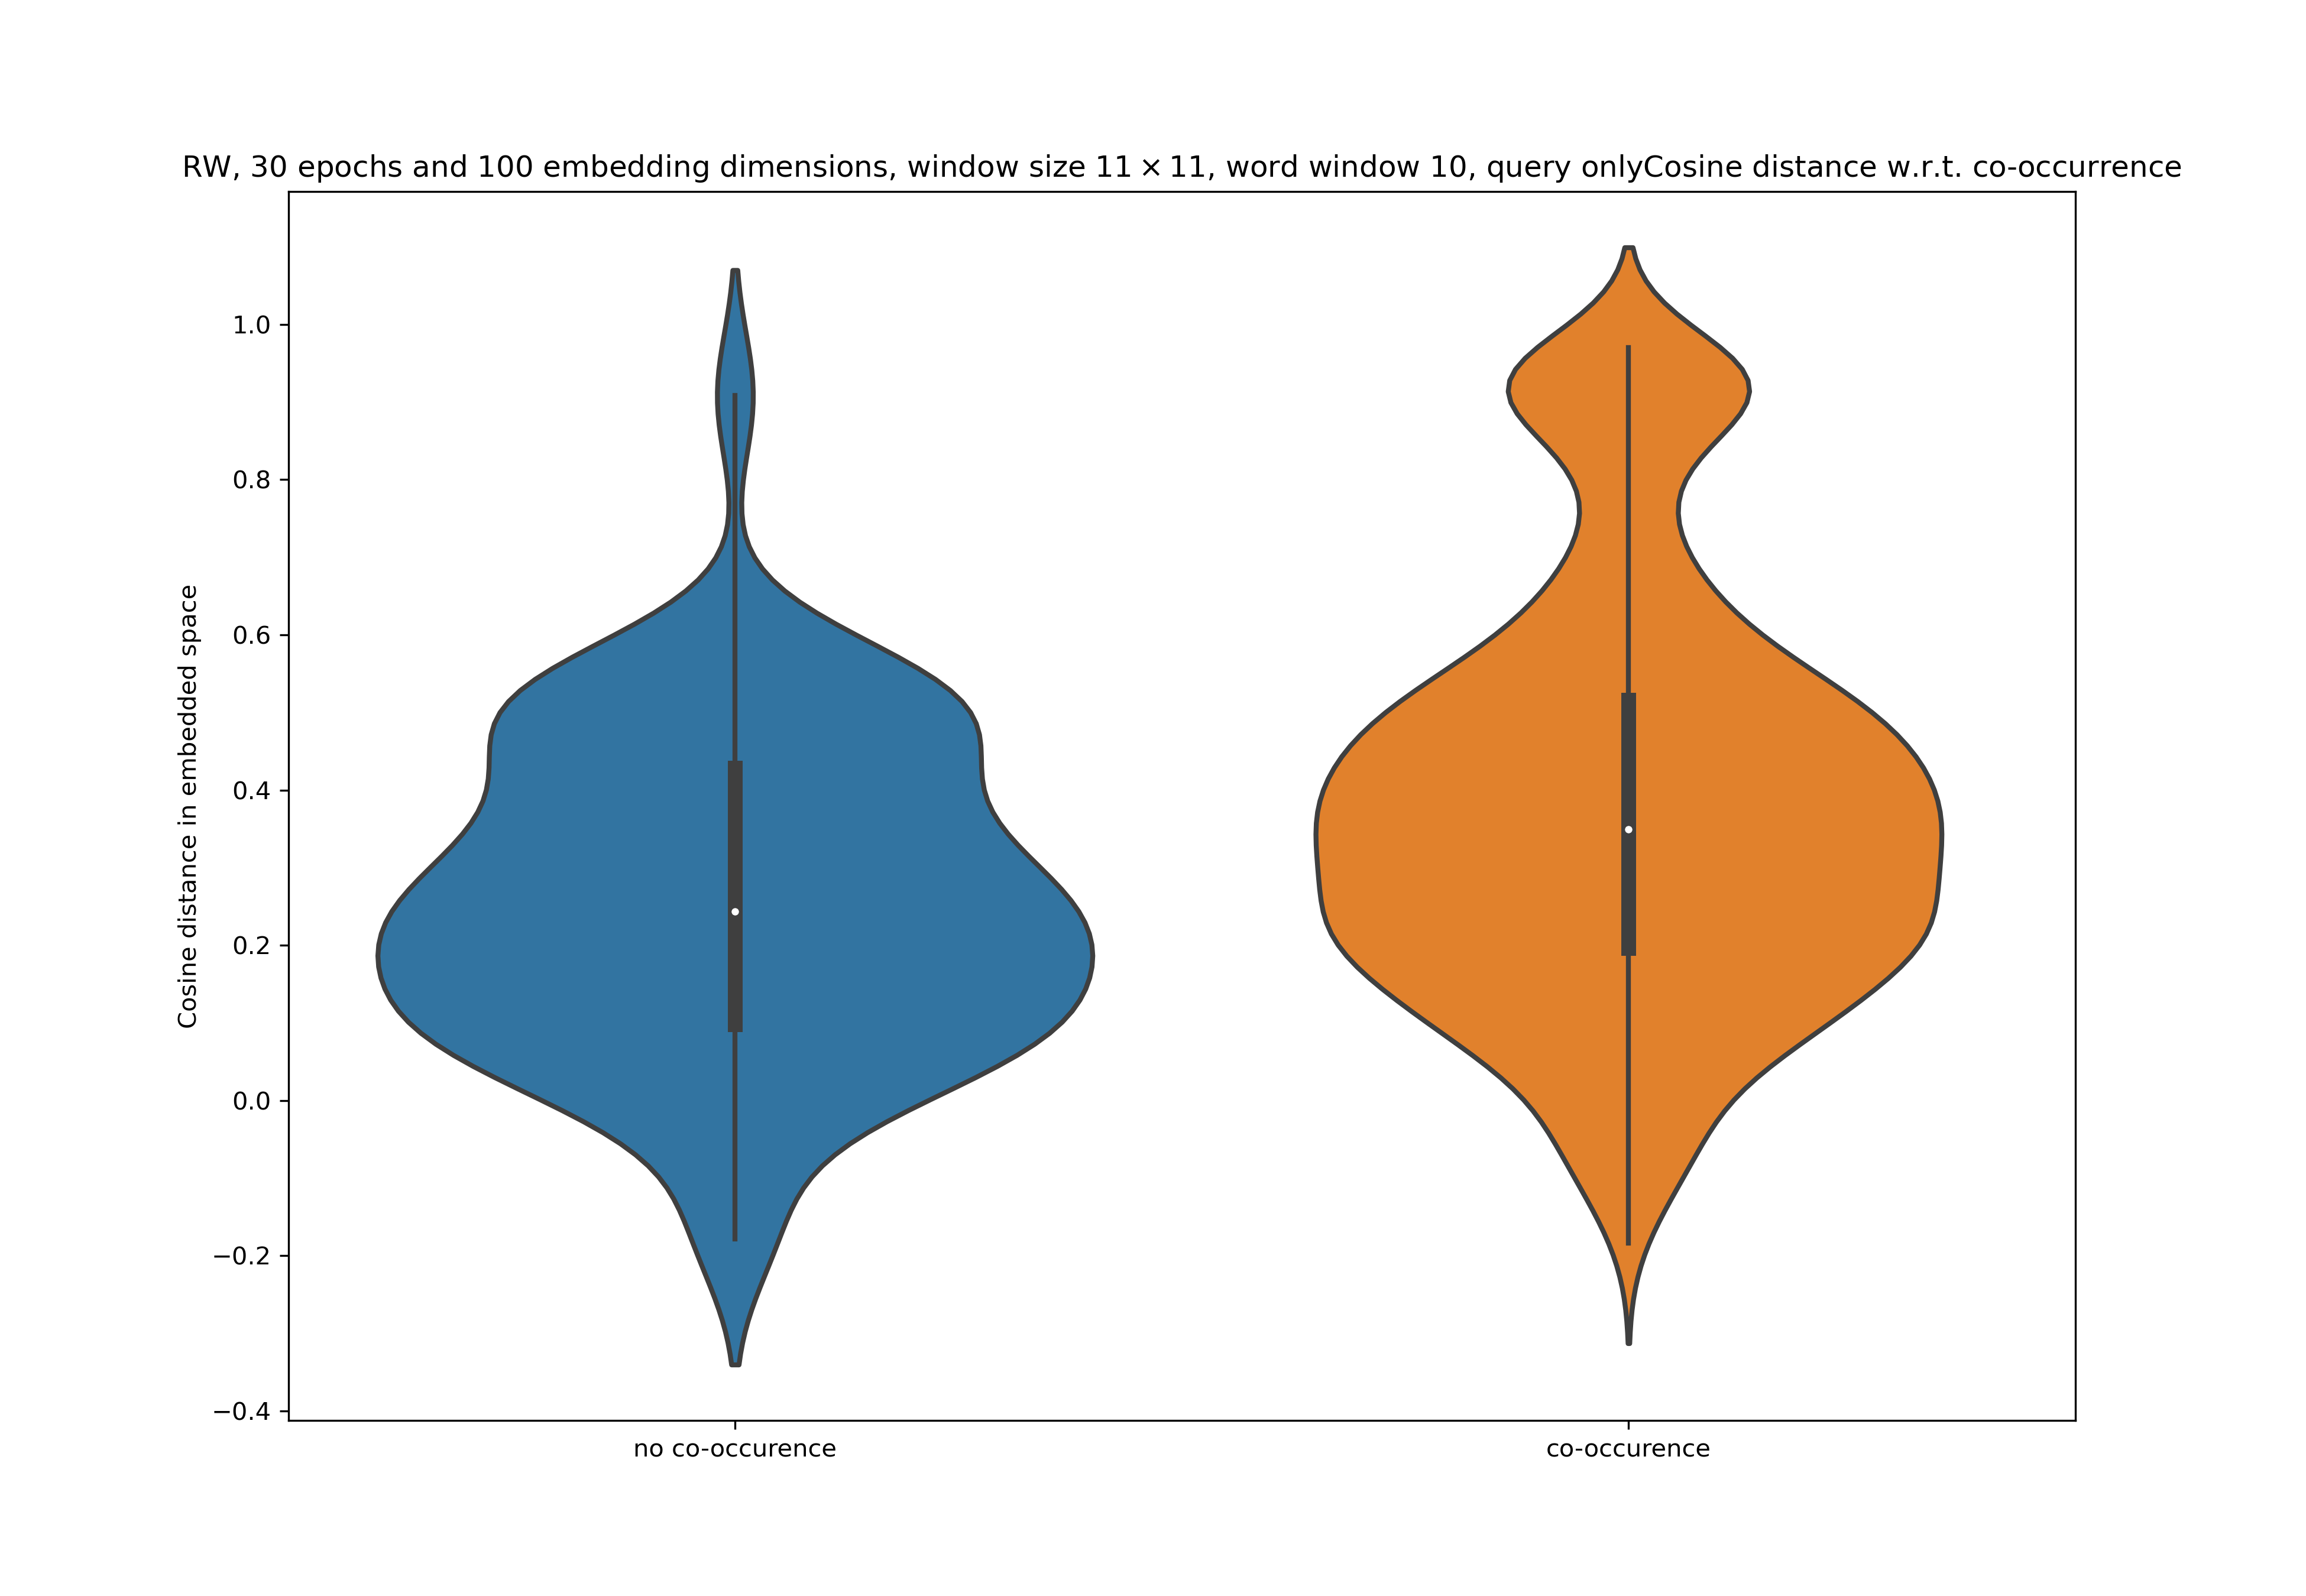 RW, 30 epochs and 100 embedding dimensions, window size 11 × 11, word window 10, query onlyCosine distance w.r.t. co-occurrence
Cosine distance in embedded space
1.0
0.8
0.6
0.4
0.2
0.0
−0.2
−0.4
no co-occurence
co-occurence